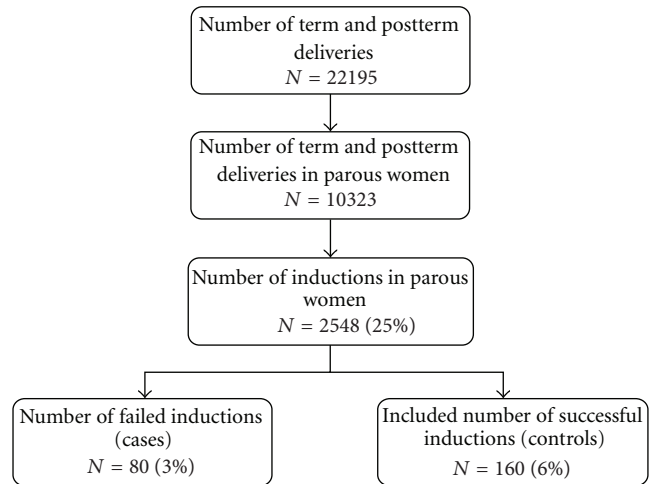 Number of term and postterm
deliveries
N = 22195
Number of term and postterm
deliveries in parous women
N = 10323
Number of inductions in parous
women
N = 2548 (25%)
Number of failed inductions
(cases)
N = 80 (3%)
Included number of successful
inductions (controls)
N = 160 (6%)